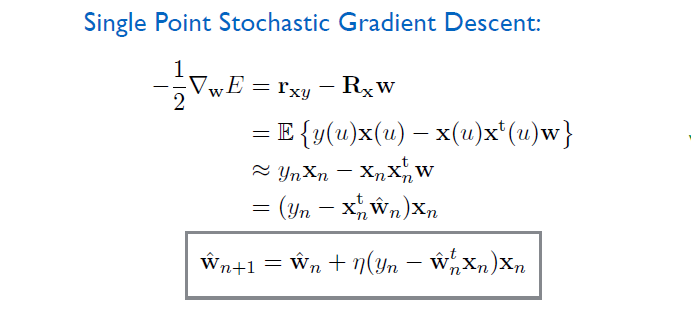 Single Point Stochastic Gradient Descent:
−1/2 ∇_w E = r_xy − R_x w
= 𝔼 {y(u)x(u) − x(u)x^t(u)w}
≈ y_n x_n − x_n x_n^t w
= (y_n − x_n^t ŵ_n)x_n
ŵ_{n+1} = ŵ_n + η(y_n − ŵ_n^t x_n)x_n